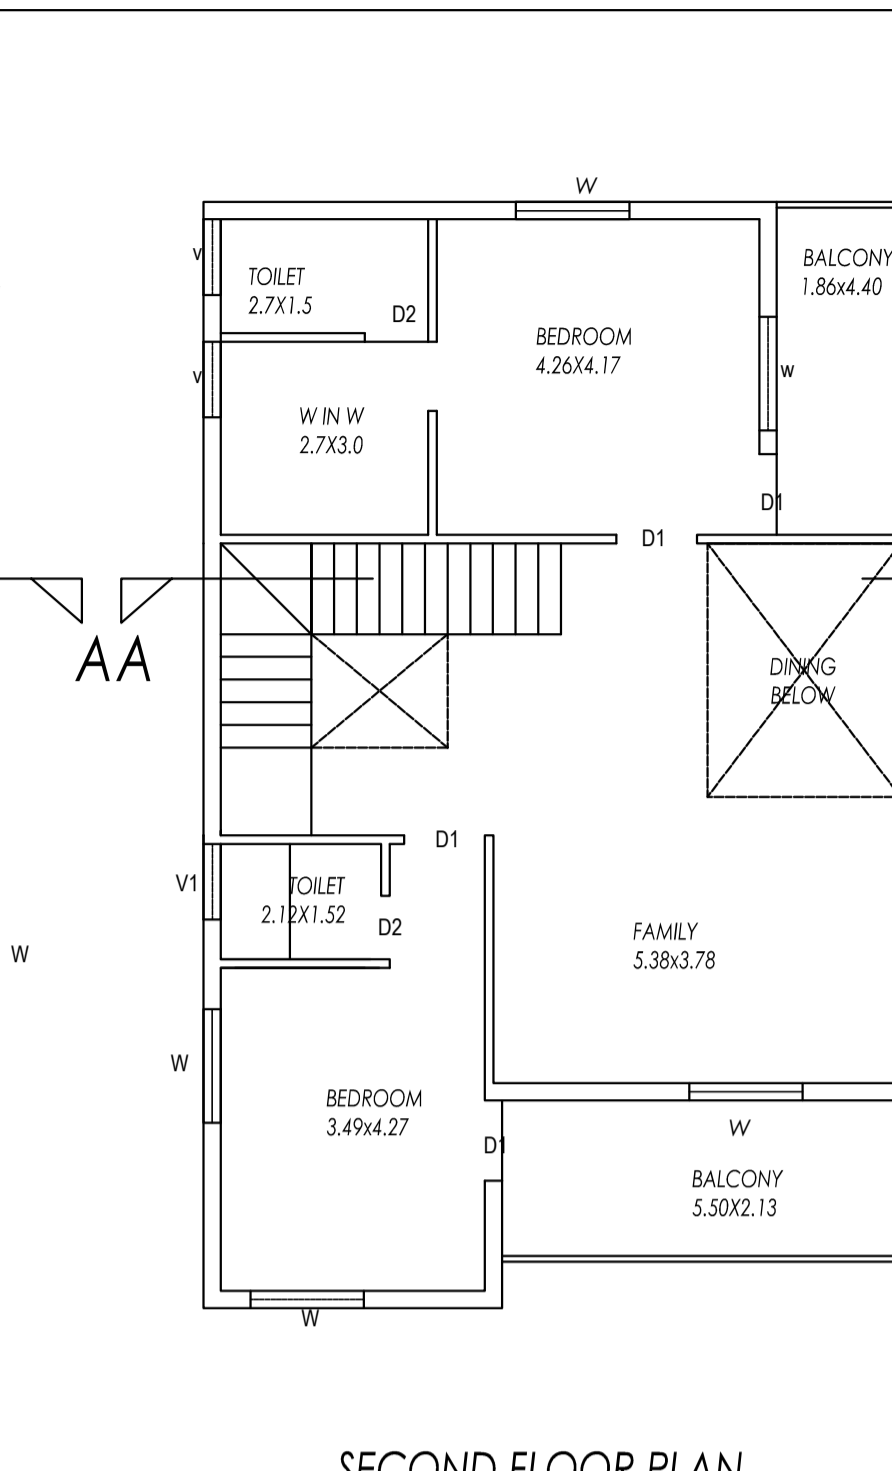 W
v
TOILET
2.7X1.5
D2
BALCONY
1.86x4.40
BEDROOM
4.26X4.17
w
v
W IN W
2.7X3.0
D1
D1
AA
DINING
BELOW
D1
V1
TOILET
2.12X1.52
D2
FAMILY
5.38x3.78
W
W
BEDROOM
3.49x4.27
D1
W
BALCONY
5.50X2.13
W
SECOND FLOOR PLAN